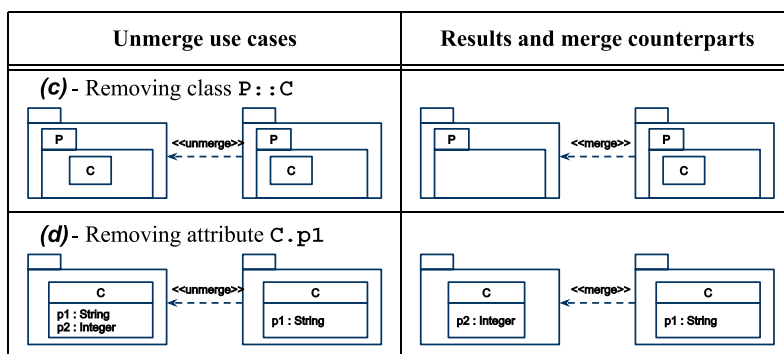 Unmerge use cases
Results and merge counterparts
(c) - Removing class P::C
P
C
<<unmerge>>
P
C
P
<<merge>>
P
C
(d) - Removing attribute C.p1
C
p1 : String
p2 : Integer
<<unmerge>>
C
p1 : String
C
p2 : Integer
<<merge>>
C
p1 : String